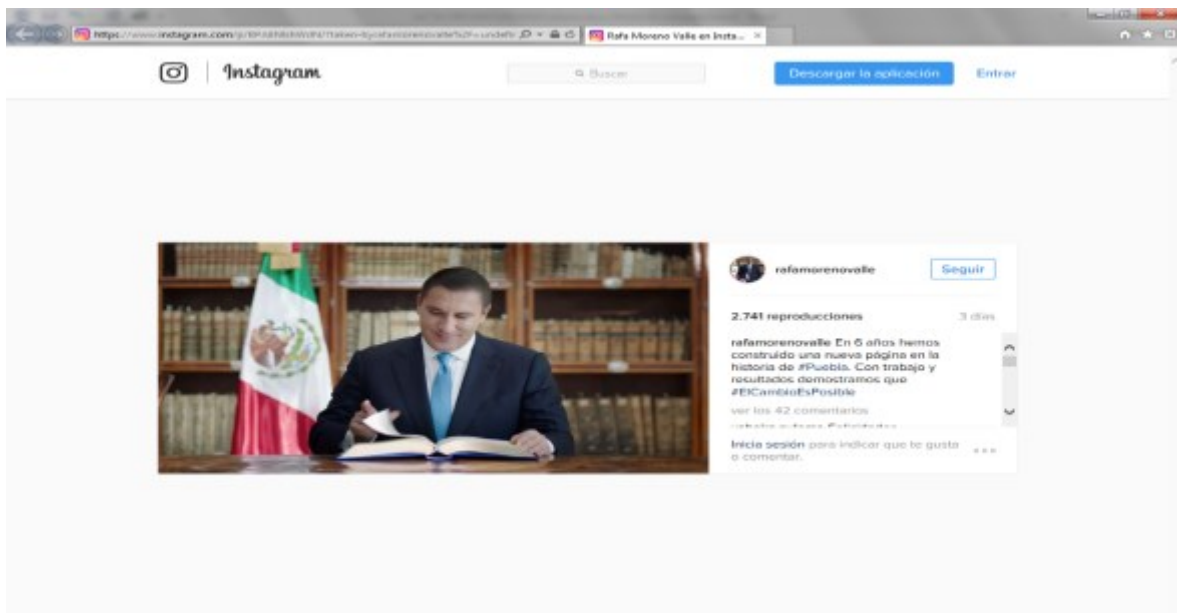 Rafa Moreno Valle en Insta...
Instagram
Buscar
Descargar la aplicación
Entrar
rafamorenovalle
Seguir
2.741 reproducciones
3 días
rafamorenovalle En 6 años hemos
construido una nueva página en la
historia de #Puebla. Con trabajo y
resultados demostramos que
#ElCambioEsPosible
ver los 42 comentarios
Inicia sesión para indicar que te gusta
o comentar.